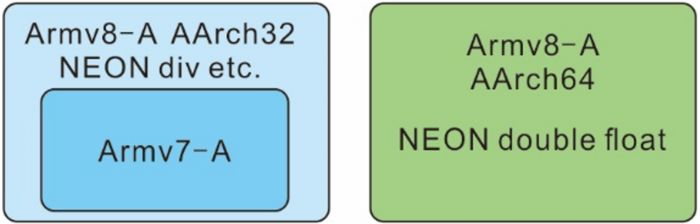 Armv8-A AArch32
NEON div etc.
Armv7-A
Armv8-A
AArch64
NEON double float